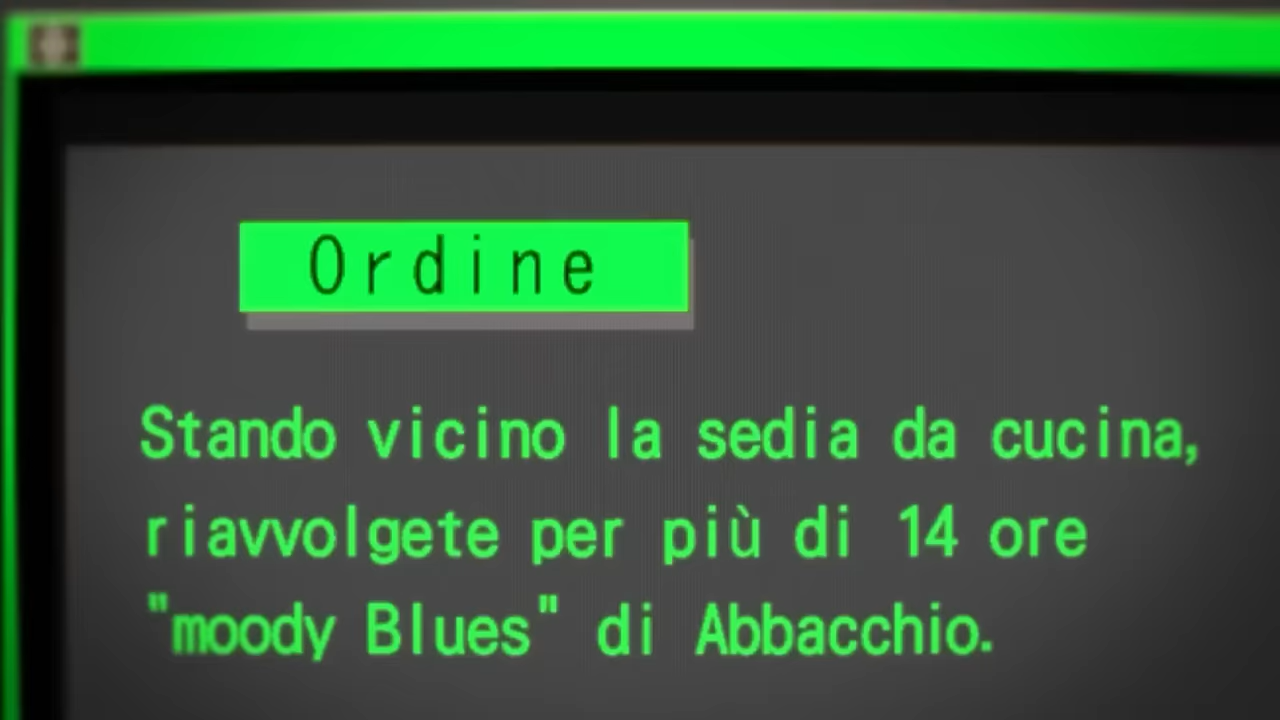 Ordine
Stando vicino la sedia da cucina,
riavvolgete per più di 14 ore
"moody Blues" di Abbacchio.